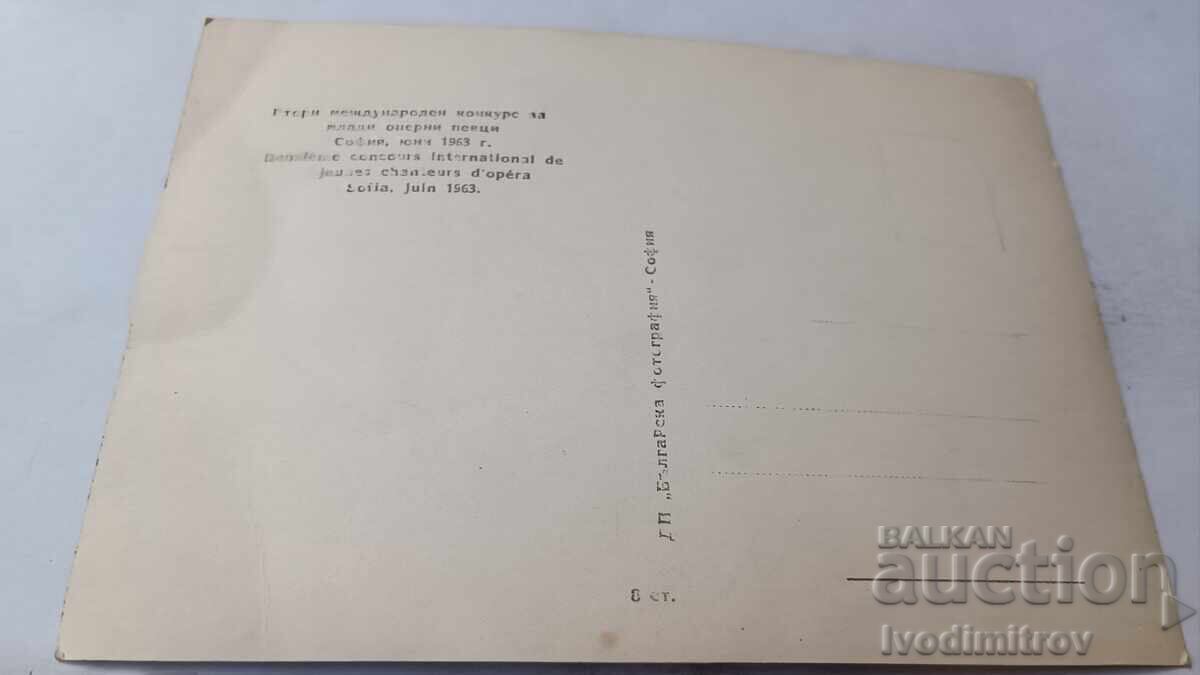 Втори международен конкурс за
млади оперни певци
София, юни 1963 г.
Deuxième concours international de
jeunes chanteurs d'opéra
Sofia, Juin 1963.
ДП „Българска фотография" - София
8 ст.
BALKAN
auction
Ivodimitrov